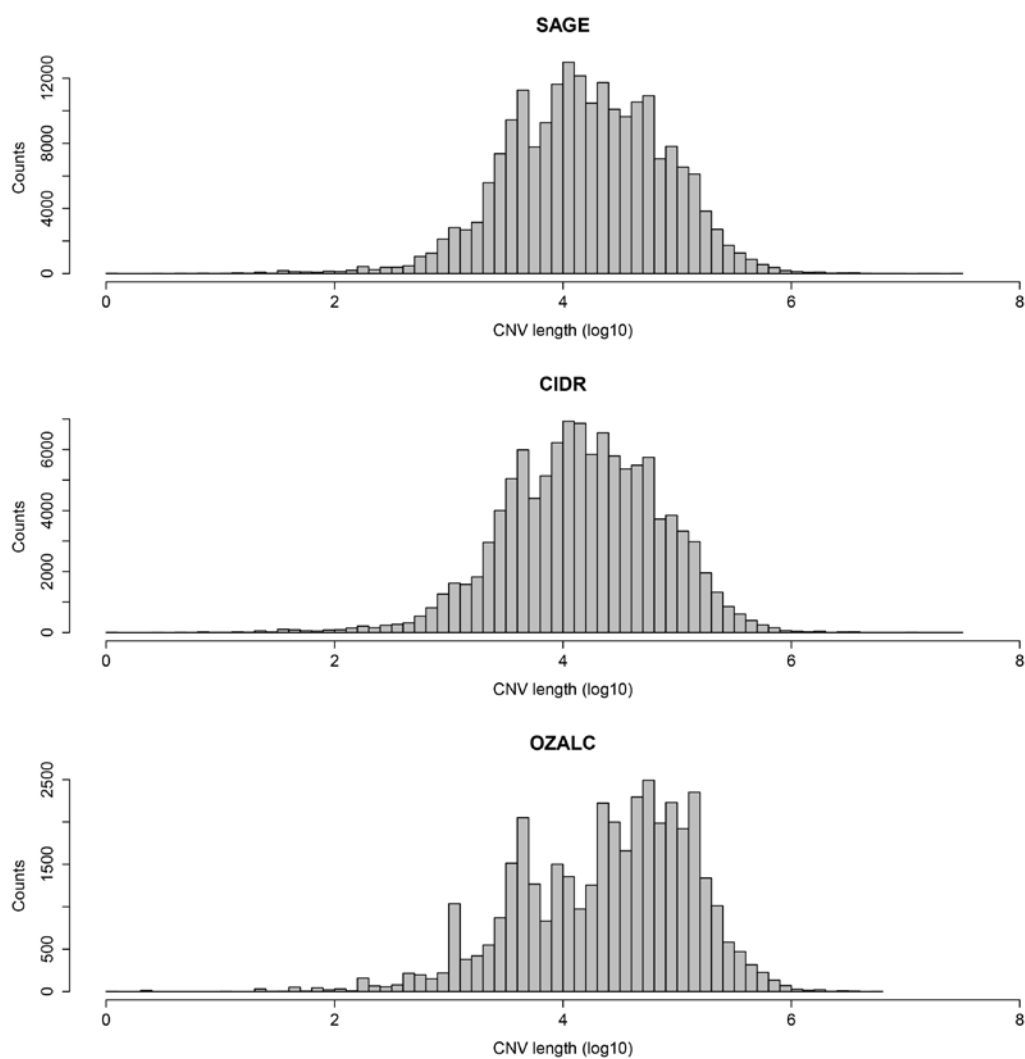 SAGE
12000
8000
4000
0
Counts
0 2 4 6 8
CNV length (log10)
CIDR
6000
4000
2000
0
Counts
0 2 4 6 8
CNV length (log10)
OZALC
2500
1500
500
0
Counts
0 2 4 6 8
CNV length (log10)